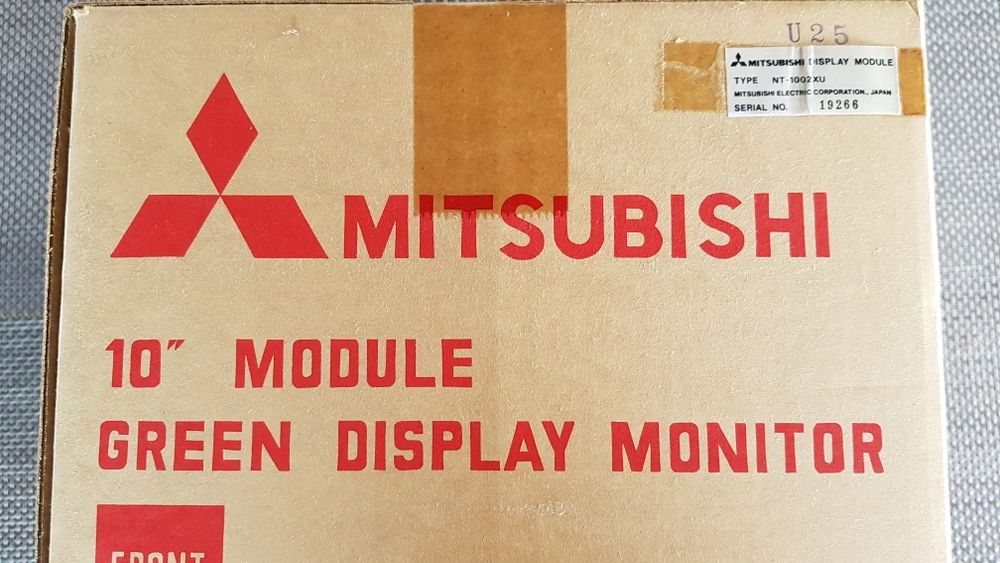 U25
MITSUBISHI DISPLAY MODULE
TYPE NT-1002XU
MITSUBISHI ELECTRIC CORPORATION., JAPAN
SERIAL NO. 19266
MITSUBISHI
10" MODULE
GREEN DISPLAY MONITOR
FRONT